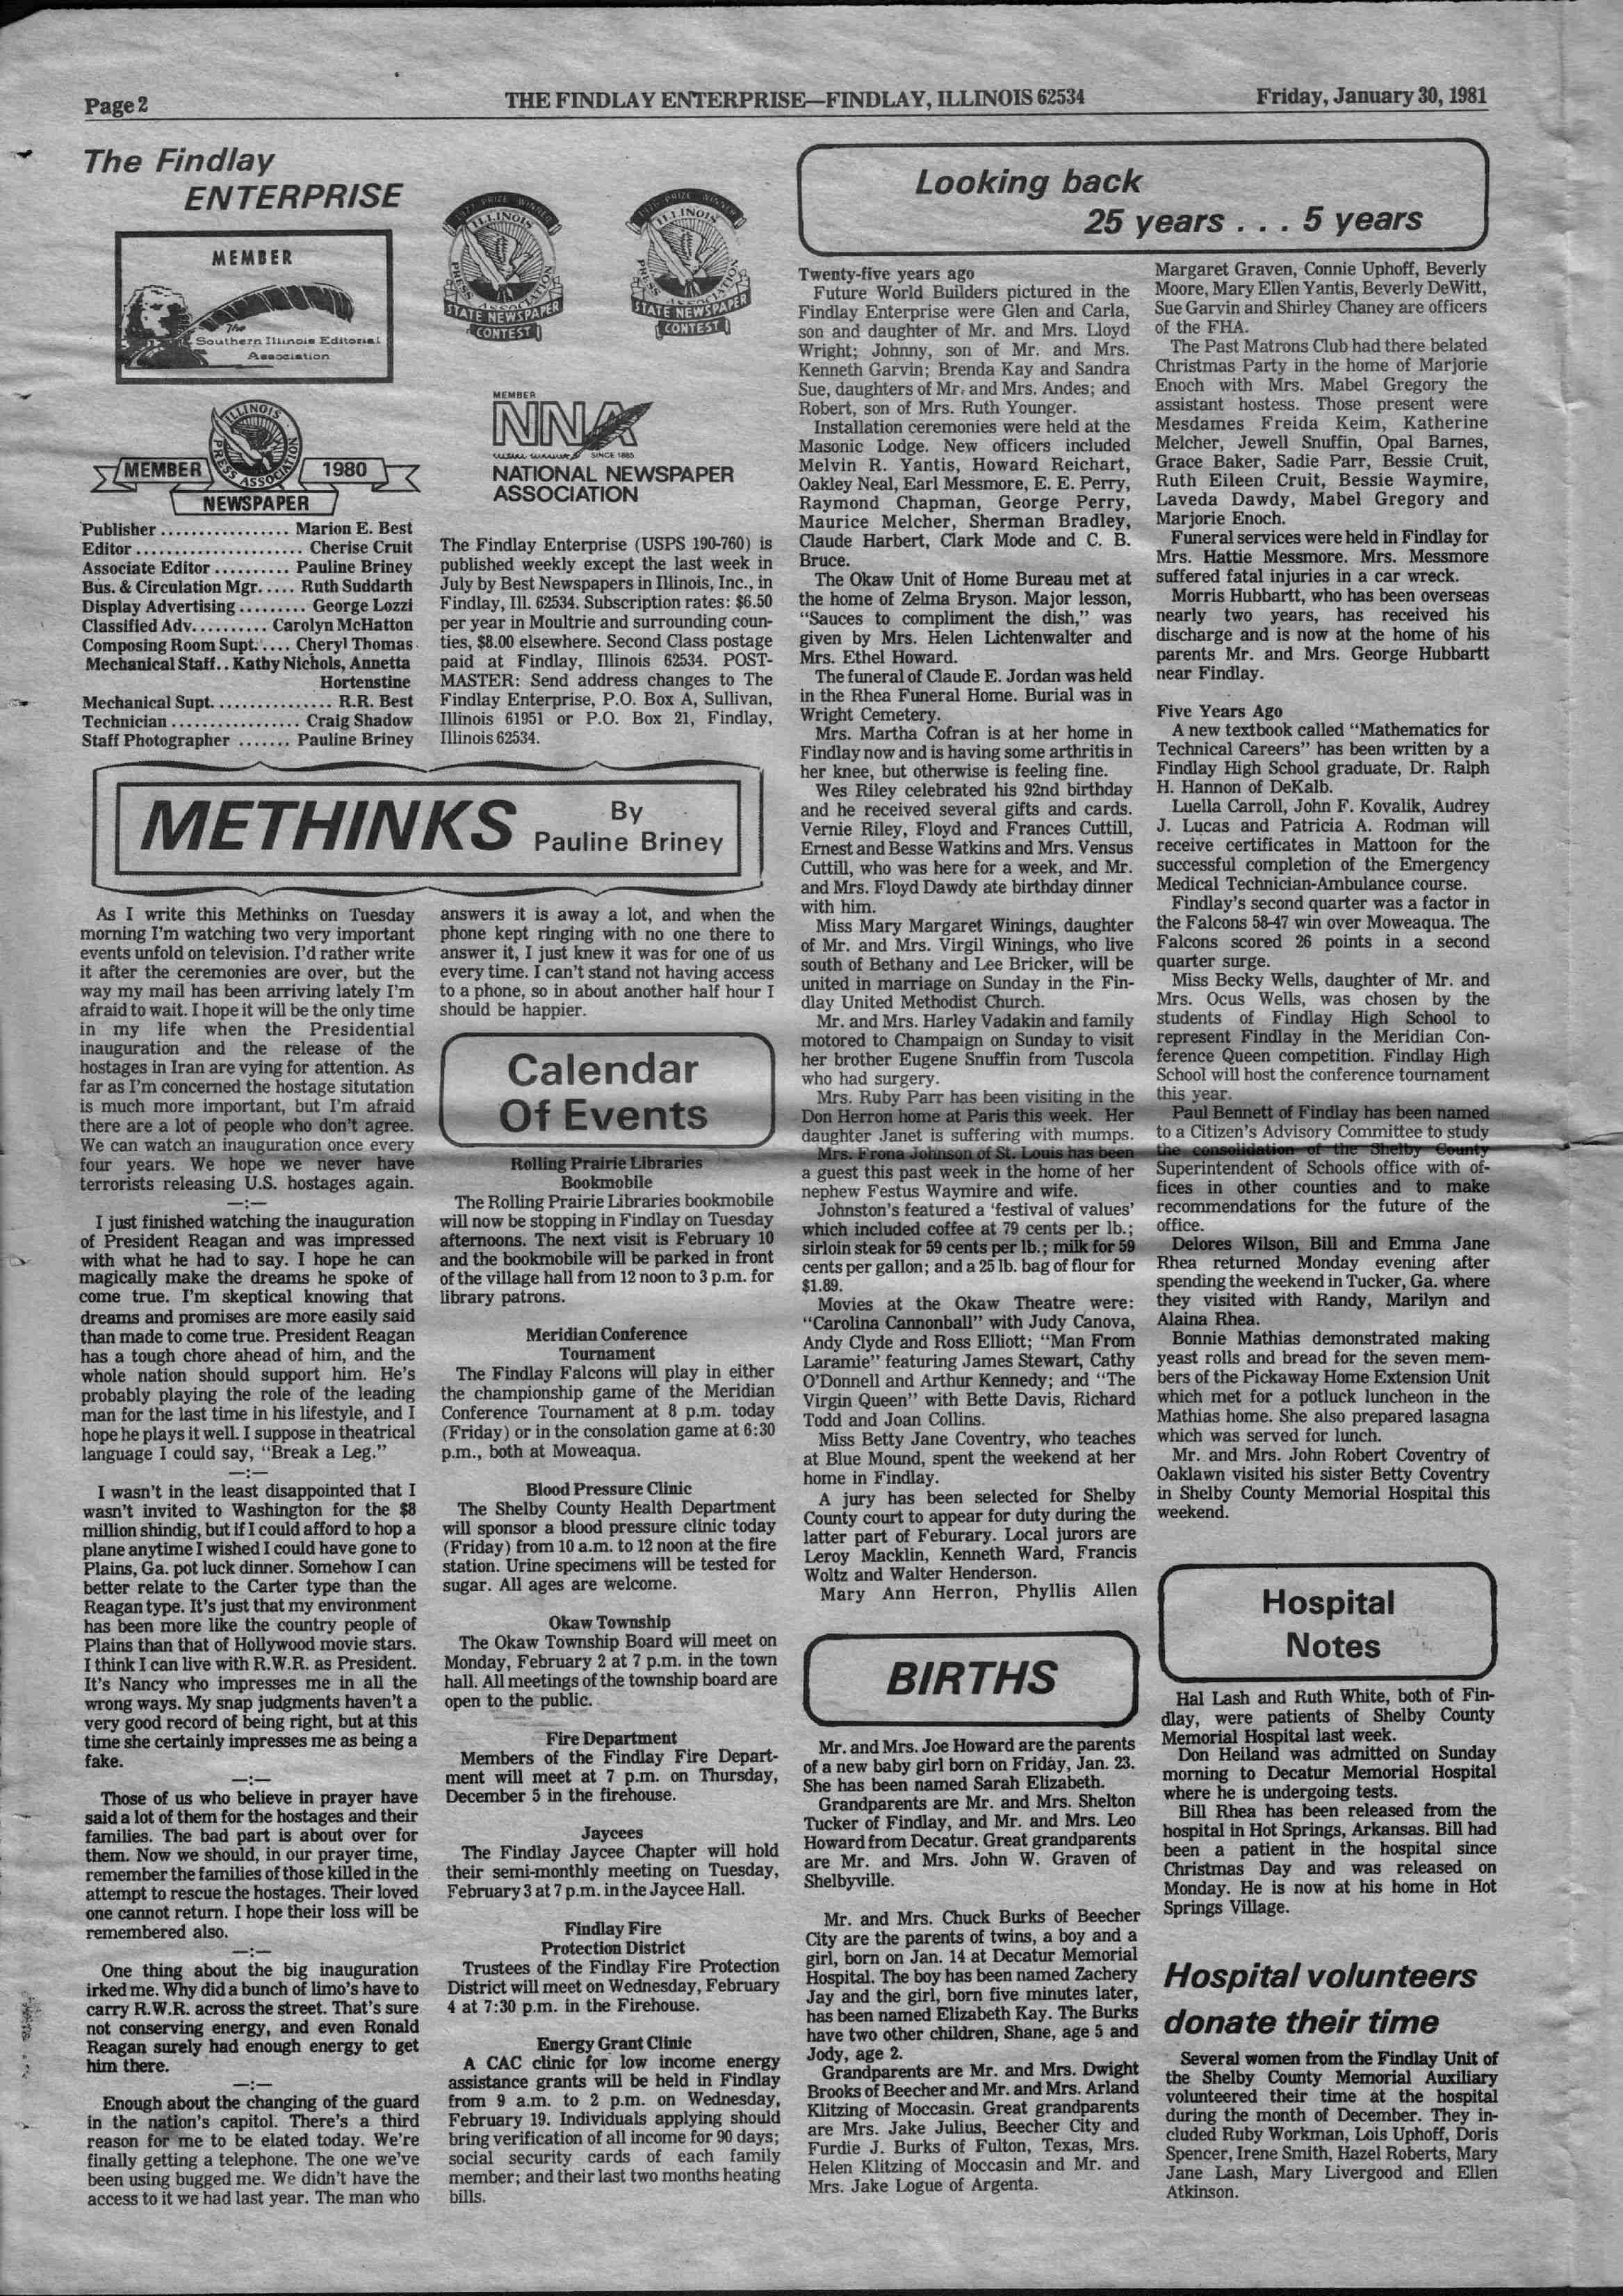 Page 2
THE FINDLAY ENTERPRISE—FINDLAY, ILLINOIS 62534
Friday, January 30, 1981
The Findlay
ENTERPRISE
MEMBER
The
Southern Illinois Editorial
Association
ILLINOIS
PRESS ASSOCIATION
MEMBER
1980
NEWSPAPER
1977 PRIZE WINNER
ILLINOIS
PRESS ASSOCIATION
STATE NEWSPAPER
CONTEST
PRIZE WINNER
ILLINOIS
PRESS ASSOCIATION
STATE NEWSPAPER
CONTEST
MEMBER
NNA
SINCE 1885
NATIONAL NEWSPAPER
ASSOCIATION
Publisher ................. Marion E. Best
Editor ...................... Cherise Cruit
Associate Editor .......... Pauline Briney
Bus. & Circulation Mgr. .... Ruth Suddarth
Display Advertising ......... George Lozzi
Classified Adv. ......... Carolyn McHatton
Composing Room Supt. .... Cheryl Thomas
Mechanical Staff . . Kathy Nichols, Annetta
Hortenstine
Mechanical Supt. ............... R.R. Best
Technician ................. Craig Shadow
Staff Photographer ....... Pauline Briney
The Findlay Enterprise (USPS 190-760) is
published weekly except the last week in
July by Best Newspapers in Illinois, Inc., in
Findlay, Ill. 62534. Subscription rates: $6.50
per year in Moultrie and surrounding coun-
ties, $8.00 elsewhere. Second Class postage
paid at Findlay, Illinois 62534. POST-
MASTER: Send address changes to The
Findlay Enterprise, P.O. Box A, Sullivan,
Illinois 61951 or P.O. Box 21, Findlay,
Illinois 62534.
METHINKS
By
Pauline Briney
As I write this Methinks on Tuesday
morning I'm watching two very important
events unfold on television. I'd rather write
it after the ceremonies are over, but the
way my mail has been arriving lately I'm
afraid to wait. I hope it will be the only time
in my life when the Presidential
inauguration and the release of the
hostages in Iran are vying for attention. As
far as I'm concerned the hostage situtation
is much more important, but I'm afraid
there are a lot of people who don't agree.
We can watch an inauguration once every
four years. We hope we never have
terrorists releasing U.S. hostages again.
—:—
I just finished watching the inauguration
of President Reagan and was impressed
with what he had to say. I hope he can
magically make the dreams he spoke of
come true. I'm skeptical knowing that
dreams and promises are more easily said
than made to come true. President Reagan
has a tough chore ahead of him, and the
whole nation should support him. He's
probably playing the role of the leading
man for the last time in his lifestyle, and I
hope he plays it well. I suppose in theatrical
language I could say, "Break a Leg."
—:—
I wasn't in the least disappointed that I
wasn't invited to Washington for the $8
million shindig, but if I could afford to hop a
plane anytime I wished I could have gone to
Plains, Ga. pot luck dinner. Somehow I can
better relate to the Carter type than the
Reagan type. It's just that my environment
has been more like the country people of
Plains than that of Hollywood movie stars.
I think I can live with R.W.R. as President.
It's Nancy who impresses me in all the
wrong ways. My snap judgments haven't a
very good record of being right, but at this
time she certainly impresses me as being a
fake.
—:—
Those of us who believe in prayer have
said a lot of them for the hostages and their
families. The bad part is about over for
them. Now we should, in our prayer time,
remember the families of those killed in the
attempt to rescue the hostages. Their loved
one cannot return. I hope their loss will be
remembered also.
—:—
One thing about the big inauguration
irked me. Why did a bunch of limo's have to
carry R.W.R. across the street. That's sure
not conserving energy, and even Ronald
Reagan surely had enough energy to get
him there.
—:—
Enough about the changing of the guard
in the nation's capitol. There's a third
reason for me to be elated today. We're
finally getting a telephone. The one we've
been using bugged me. We didn't have the
access to it we had last year. The man who
answers it is away a lot, and when the
phone kept ringing with no one there to
answer it, I just knew it was for one of us
every time. I can't stand not having access
to a phone, so in about another half hour I
should be happier.
Calendar
Of Events
Rolling Prairie Libraries
Bookmobile
The Rolling Prairie Libraries bookmobile
will now be stopping in Findlay on Tuesday
afternoons. The next visit is February 10
and the bookmobile will be parked in front
of the village hall from 12 noon to 3 p.m. for
library patrons.
Meridian Conference
Tournament
The Findlay Falcons will play in either
the championship game of the Meridian
Conference Tournament at 8 p.m. today
(Friday) or in the consolation game at 6:30
p.m., both at Moweaqua.
Blood Pressure Clinic
The Shelby County Health Department
will sponsor a blood pressure clinic today
(Friday) from 10 a.m. to 12 noon at the fire
station. Urine specimens will be tested for
sugar. All ages are welcome.
Okaw Township
The Okaw Township Board will meet on
Monday, February 2 at 7 p.m. in the town
hall. All meetings of the township board are
open to the public.
Fire Department
Members of the Findlay Fire Depart-
ment will meet at 7 p.m. on Thursday,
December 5 in the firehouse.
Jaycees
The Findlay Jaycee Chapter will hold
their semi-monthly meeting on Tuesday,
February 3 at 7 p.m. in the Jaycee Hall.
Findlay Fire
Protection District
Trustees of the Findlay Fire Protection
District will meet on Wednesday, February
4 at 7:30 p.m. in the Firehouse.
Energy Grant Clinic
A CAC clinic for low income energy
assistance grants will be held in Findlay
from 9 a.m. to 2 p.m. on Wednesday,
February 19. Individuals applying should
bring verification of all income for 90 days;
social security cards of each family
member; and their last two months heating
bills.
Looking back
25 years . . . 5 years
Twenty-five years ago
Future World Builders pictured in the
Findlay Enterprise were Glen and Carla,
son and daughter of Mr. and Mrs. Lloyd
Wright; Johnny, son of Mr. and Mrs.
Kenneth Garvin; Brenda Kay and Sandra
Sue, daughters of Mr. and Mrs. Andes; and
Robert, son of Mrs. Ruth Younger.
Installation ceremonies were held at the
Masonic Lodge. New officers included
Melvin R. Yantis, Howard Reichart,
Oakley Neal, Earl Messmore, E. E. Perry,
Raymond Chapman, George Perry,
Maurice Melcher, Sherman Bradley,
Claude Harbert, Clark Mode and C. B.
Bruce.
The Okaw Unit of Home Bureau met at
the home of Zelma Bryson. Major lesson,
"Sauces to compliment the dish," was
given by Mrs. Helen Lichtenwalter and
Mrs. Ethel Howard.
The funeral of Claude E. Jordan was held
in the Rhea Funeral Home. Burial was in
Wright Cemetery.
Mrs. Martha Cofran is at her home in
Findlay now and is having some arthritis in
her knee, but otherwise is feeling fine.
Wes Riley celebrated his 92nd birthday
and he received several gifts and cards.
Vernie Riley, Floyd and Frances Cuttill,
Ernest and Besse Watkins and Mrs. Vensus
Cuttill, who was here for a week, and Mr.
and Mrs. Floyd Dawdy ate birthday dinner
with him.
Miss Mary Margaret Winings, daughter
of Mr. and Mrs. Virgil Winings, who live
south of Bethany and Lee Bricker, will be
united in marriage on Sunday in the Fin-
dlay United Methodist Church.
Mr. and Mrs. Harley Vadakin and family
motored to Champaign on Sunday to visit
her brother Eugene Snuffin from Tuscola
who had surgery.
Mrs. Ruby Parr has been visiting in the
Don Herron home at Paris this week. Her
daughter Janet is suffering with mumps.
Mrs. Frona Johnson of St. Louis has been
a guest this past week in the home of her
nephew Festus Waymire and wife.
Johnston's featured a 'festival of values'
which included coffee at 79 cents per lb.;
sirloin steak for 59 cents per lb.; milk for 59
cents per gallon; and a 25 lb. bag of flour for
$1.89.
Movies at the Okaw Theatre were:
"Carolina Cannonball" with Judy Canova,
Andy Clyde and Ross Elliott; "Man From
Laramie" featuring James Stewart, Cathy
O'Donnell and Arthur Kennedy; and "The
Virgin Queen" with Bette Davis, Richard
Todd and Joan Collins.
Miss Betty Jane Coventry, who teaches
at Blue Mound, spent the weekend at her
home in Findlay.
A jury has been selected for Shelby
County court to appear for duty during the
latter part of Feburary. Local jurors are
Leroy Macklin, Kenneth Ward, Francis
Woltz and Walter Henderson.
Mary Ann Herron, Phyllis Allen
Margaret Graven, Connie Uphoff, Beverly
Moore, Mary Ellen Yantis, Beverly DeWitt,
Sue Garvin and Shirley Chaney are officers
of the FHA.
The Past Matrons Club had there belated
Christmas Party in the home of Marjorie
Enoch with Mrs. Mabel Gregory the
assistant hostess. Those present were
Mesdames Freida Keim, Katherine
Melcher, Jewell Snuffin, Opal Barnes,
Grace Baker, Sadie Parr, Bessie Cruit,
Ruth Eileen Cruit, Bessie Waymire,
Laveda Dawdy, Mabel Gregory and
Marjorie Enoch.
Funeral services were held in Findlay for
Mrs. Hattie Messmore. Mrs. Messmore
suffered fatal injuries in a car wreck.
Morris Hubbartt, who has been overseas
nearly two years, has received his
discharge and is now at the home of his
parents Mr. and Mrs. George Hubbartt
near Findlay.
Five Years Ago
A new textbook called "Mathematics for
Technical Careers" has been written by a
Findlay High School graduate, Dr. Ralph
H. Hannon of DeKalb.
Luella Carroll, John F. Kovalik, Audrey
J. Lucas and Patricia A. Rodman will
receive certificates in Mattoon for the
successful completion of the Emergency
Medical Technician-Ambulance course.
Findlay's second quarter was a factor in
the Falcons 58-47 win over Moweaqua. The
Falcons scored 26 points in a second
quarter surge.
Miss Becky Wells, daughter of Mr. and
Mrs. Ocus Wells, was chosen by the
students of Findlay High School to
represent Findlay in the Meridian Con-
ference Queen competition. Findlay High
School will host the conference tournament
this year.
Paul Bennett of Findlay has been named
to a Citizen's Advisory Committee to study
the consolidation of the Shelby County
Superintendent of Schools office with of-
fices in other counties and to make
recommendations for the future of the
office.
Delores Wilson, Bill and Emma Jane
Rhea returned Monday evening after
spending the weekend in Tucker, Ga. where
they visited with Randy, Marilyn and
Alaina Rhea.
Bonnie Mathias demonstrated making
yeast rolls and bread for the seven mem-
bers of the Pickaway Home Extension Unit
which met for a potluck luncheon in the
Mathias home. She also prepared lasagna
which was served for lunch.
Mr. and Mrs. John Robert Coventry of
Oaklawn visited his sister Betty Coventry
in Shelby County Memorial Hospital this
weekend.
BIRTHS
Mr. and Mrs. Joe Howard are the parents
of a new baby girl born on Friday, Jan. 23.
She has been named Sarah Elizabeth.
Grandparents are Mr. and Mrs. Shelton
Tucker of Findlay, and Mr. and Mrs. Leo
Howard from Decatur. Great grandparents
are Mr. and Mrs. John W. Graven of
Shelbyville.
Mr. and Mrs. Chuck Burks of Beecher
City are the parents of twins, a boy and a
girl, born on Jan. 14 at Decatur Memorial
Hospital. The boy has been named Zachery
Jay and the girl, born five minutes later,
has been named Elizabeth Kay. The Burks
have two other children, Shane, age 5 and
Jody, age 2.
Grandparents are Mr. and Mrs. Dwight
Brooks of Beecher and Mr. and Mrs. Arland
Klitzing of Moccasin. Great grandparents
are Mrs. Jake Julius, Beecher City and
Furdie J. Burks of Fulton, Texas, Mrs.
Helen Klitzing of Moccasin and Mr. and
Mrs. Jake Logue of Argenta.
Hospital
Notes
Hal Lash and Ruth White, both of Fin-
dlay, were patients of Shelby County
Memorial Hospital last week.
Don Heiland was admitted on Sunday
morning to Decatur Memorial Hospital
where he is undergoing tests.
Bill Rhea has been released from the
hospital in Hot Springs, Arkansas. Bill had
been a patient in the hospital since
Christmas Day and was released on
Monday. He is now at his home in Hot
Springs Village.
Hospital volunteers
donate their time
Several women from the Findlay Unit of
the Shelby County Memorial Auxiliary
volunteered their time at the hospital
during the month of December. They in-
cluded Ruby Workman, Lois Uphoff, Doris
Spencer, Irene Smith, Hazel Roberts, Mary
Jane Lash, Mary Livergood and Ellen
Atkinson.